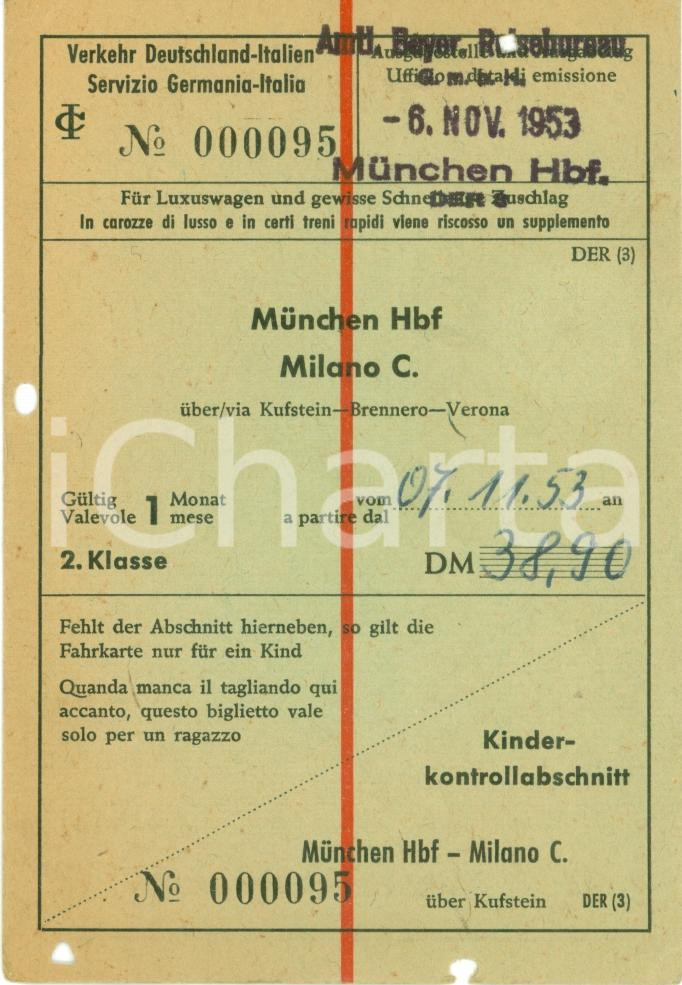 Amtl. Bayer. Reisebureau
Verkehr Deutschland-Italien
Servizio Germania-Italia
Ufficio e data di emissione
G. m. b. H.
№ 000095
- 6. NOV. 1953
München Hbf.
Für Luxuswagen und gewisse Schne Zuschlag
In carozze di lusso e in certi treni rapidi viene riscosso un supplemento
DER (3)
München Hbf
Milano C.
über/via Kufstein—Brennero—Verona
iCharta
Gültig 1 Monat vom 07. 11. 53 an
Valevole mese a partire dal
2. Klasse DM 38,90
Fehlt der Abschnitt hierneben, so gilt die
Fahrkarte nur für ein Kind
Quanda manca il tagliando qui
accanto, questo biglietto vale
solo per un ragazzo
Kinder-
kontrollabschnitt
München Hbf – Milano C.
№ 000095
über Kufstein DER (3)